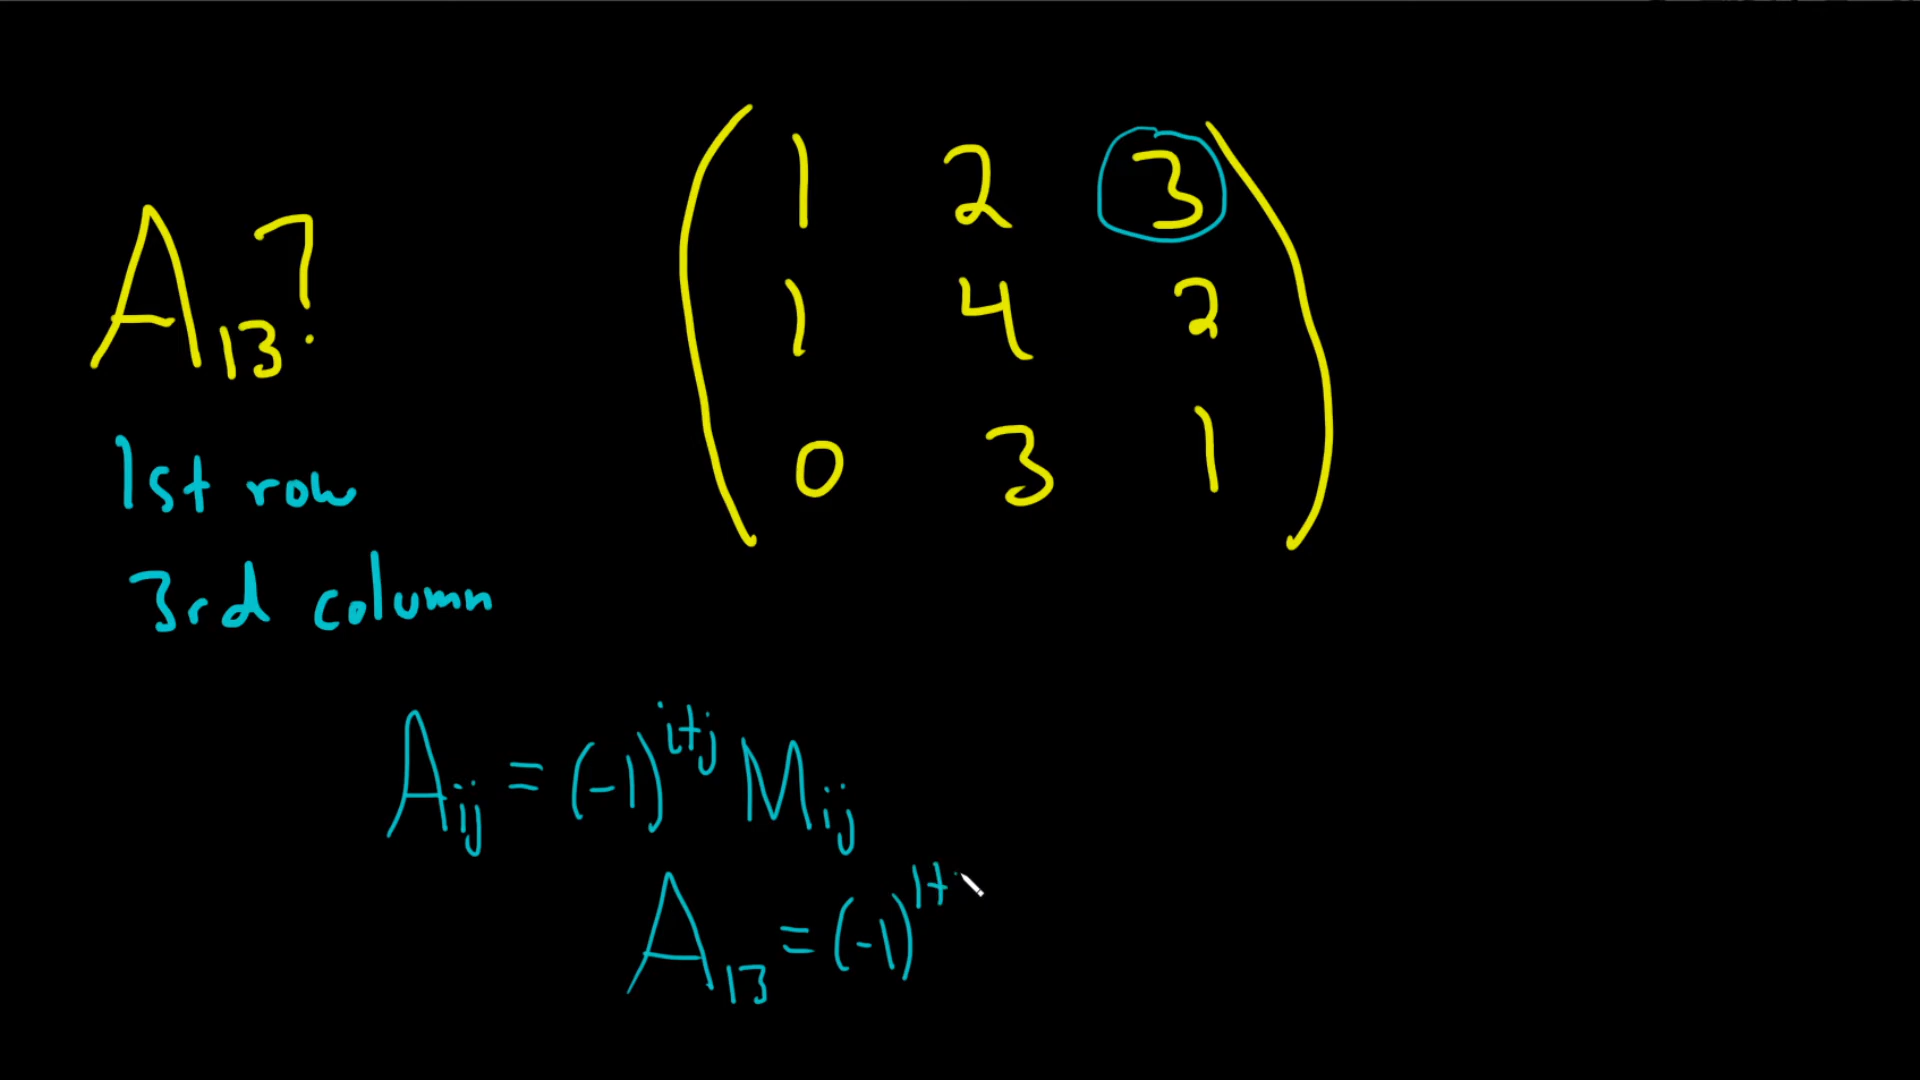 A₁₃?
1st row
3rd column
1 2 3
1 4 2
0 3 1
Aᵢⱼ = (-1)ⁱ⁺ʲ Mᵢⱼ
A₁₃ = (-1)¹⁺